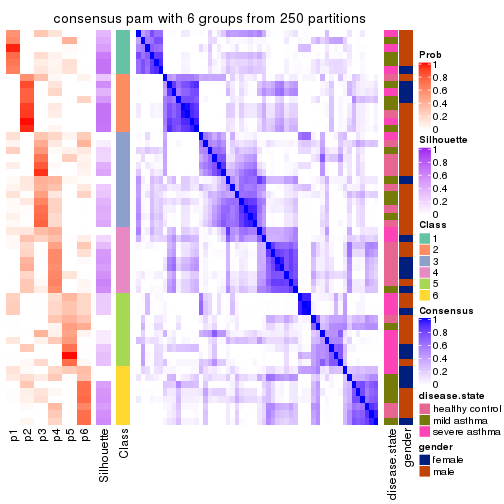 consensus pam with 6 groups from 250 partitions
Prob
1
0.8
0.6
0.4
0.2
0
Silhouette
1
0.8
0.6
0.4
0.2
0
Class
1
2
3
4
5
6
Consensus
1
0.8
0.6
0.4
0.2
0
disease.state
healthy control
mild asthma
severe asthma
gender
female
male
p1
p2
p3
p4
p5
p6
Silhouette
Class
disease.state
gender